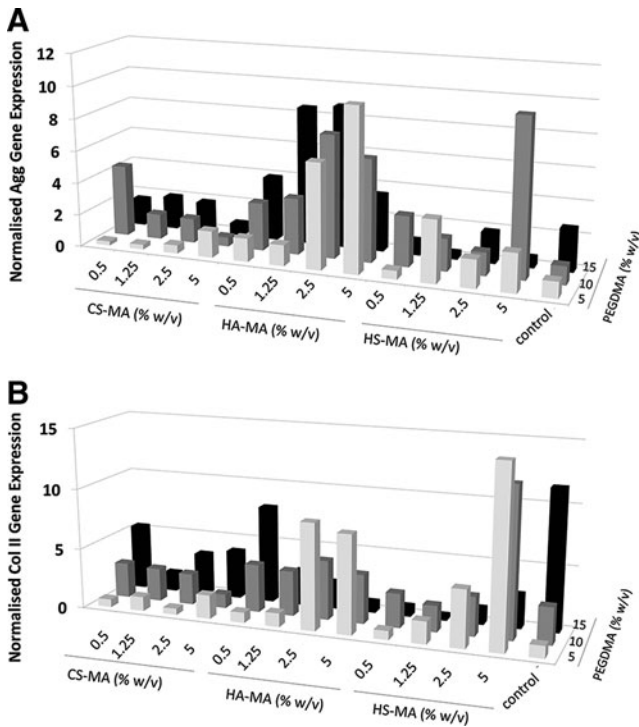 A
Normalised Agg Gene Expression
12
10
8
6
4
2
0
0.5
1.25
2.5
5
0.5
1.25
2.5
5
0.5
1.25
2.5
5
control
CS-MA (% w/v)
HA-MA (% w/v)
HS-MA (% w/v)
15
10
5
PEGDMA (% w/v)
B
Normalised Col II Gene Expression
15
10
5
0
0.5
1.25
2.5
5
0.5
1.25
2.5
5
0.5
1.25
2.5
5
control
CS-MA (% w/v)
HA-MA (% w/v)
HS-MA (% w/v)
15
10
5
PEGDMA (% w/v)